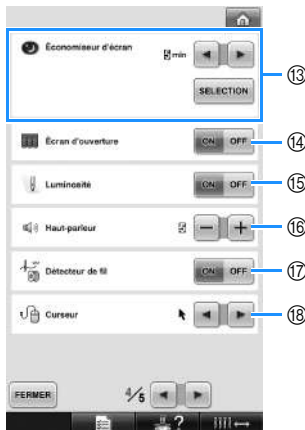 Économiseur d'écran
5 min
SELECTION
⑬
Écran d'ouverture
ON OFF
⑭
Luminosité
ON OFF
⑮
Haut-parleur
⑯
Détecteur de fil
ON OFF
⑰
Curseur
⑱
FERMER
4/5
?